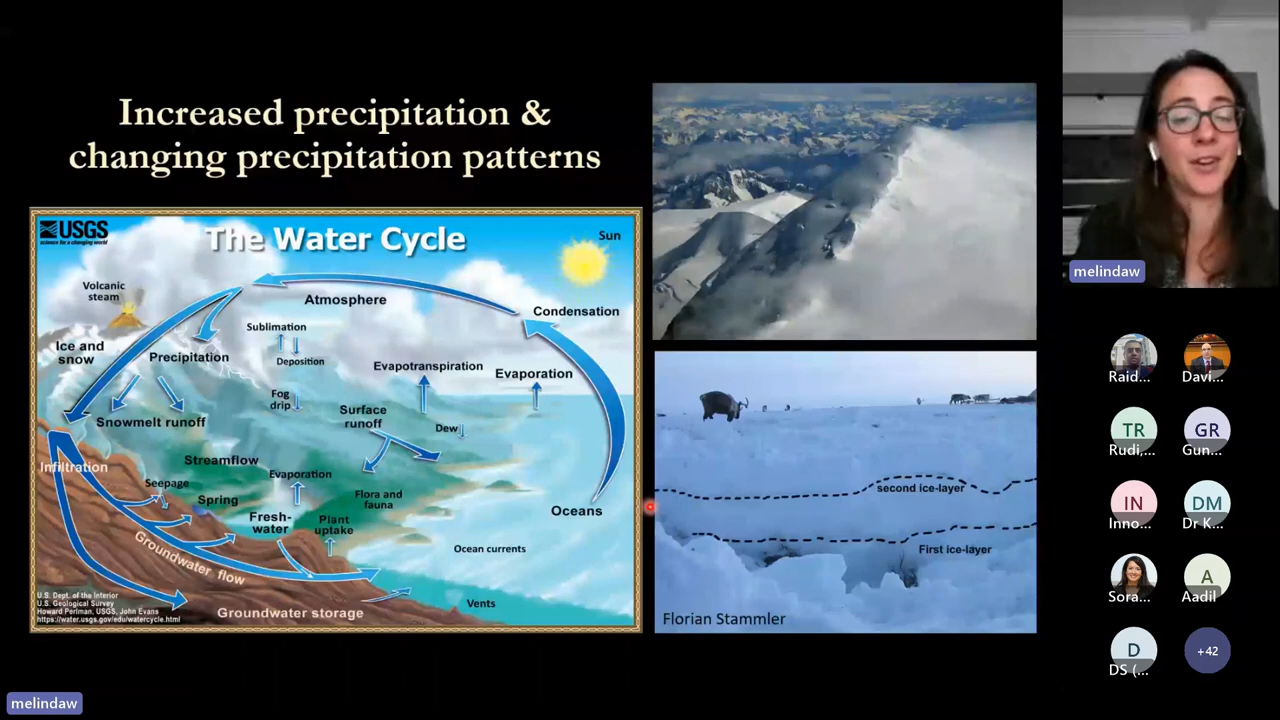 Increased precipitation &
changing precipitation patterns
USGS
science for a changing world
The Water Cycle
Sun
Volcanic
steam
Atmosphere
Condensation
Sublimation
Ice and
snow
Precipitation
Deposition
Evapotranspiration
Evaporation
Fog
drip
Surface
runoff
Snowmelt runoff
Dew
Streamflow
Infiltration
Evaporation
Seepage
Spring
Flora and
fauna
Fresh-
water
Plant
uptake
Oceans
Groundwater flow
Ocean currents
Vents
Groundwater storage
U.S. Dept. of the Interior
U.S. Geological Survey
Howard Perlman, USGS, John Evans
https://water.usgs.gov/edu/watercycle.html
second ice-layer
First ice-layer
Florian Stammler
melindaw
Raid...
Davi...
TR
Rudi,...
GR
Gun...
IN
Inno...
DM
Dr K...
Sora...
A
Aadil
D
DS (...
+42
melindaw